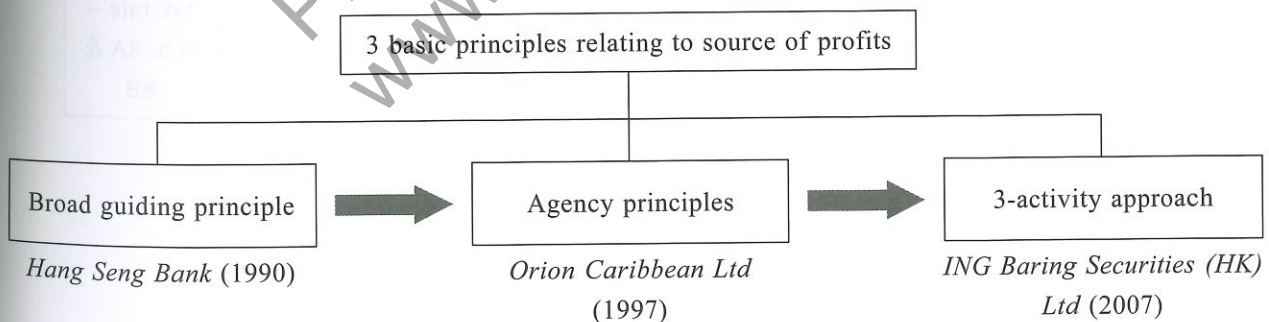 3 basic principles relating to source of profits
Broad guiding principle
Agency principles
3-activity approach
Hang Seng Bank (1990)
Orion Caribbean Ltd
(1997)
ING Baring Securities (HK)
Ltd (2007)
www.